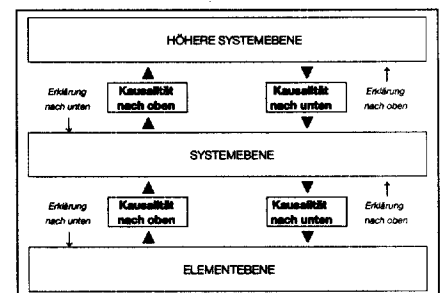 HÖHERE SYSTEMEBENE
Erklärung
nach unten
Kausalität
nach oben
Kausalität
nach unten
Erklärung
nach oben
SYSTEMEBENE
Erklärung
nach unten
Kausalität
nach oben
Kausalität
nach unten
Erklärung
nach oben
ELEMENTEBENE